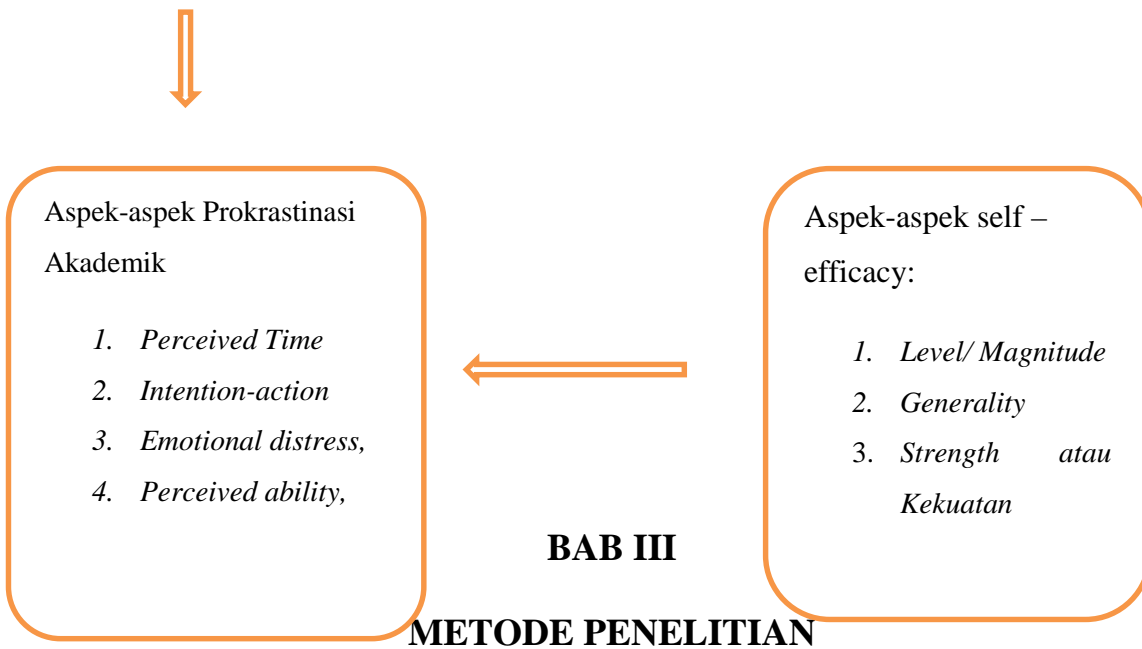 Aspek-aspek Prokrastinasi
Akademik
1. Perceived Time
2. Intention-action
3. Emotional distress,
4. Perceived ability,
Aspek-aspek self –
efficacy:
1. Level/ Magnitude
2. Generality
3. Strength atau
Kekuatan
BAB III
METODE PENELITIAN